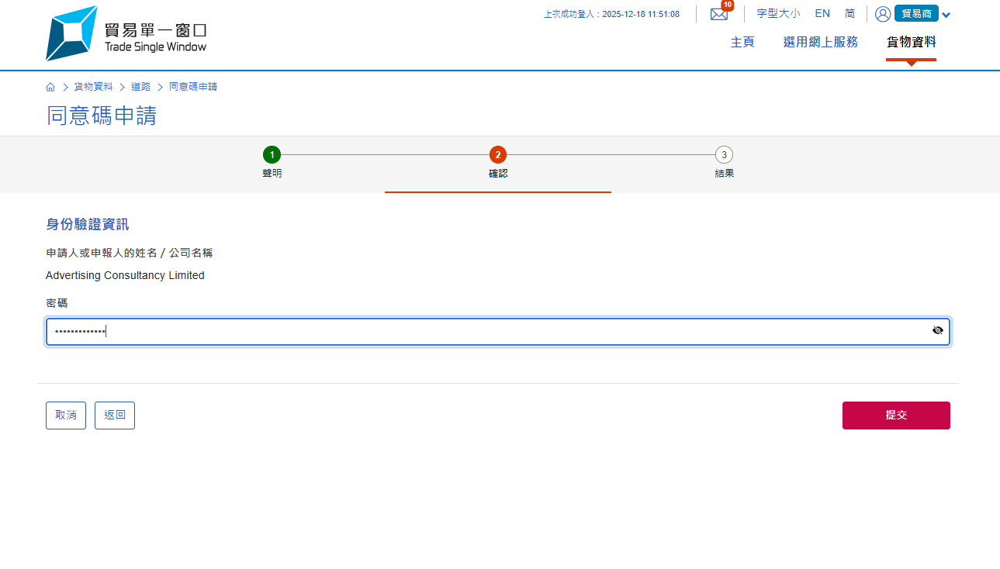 貿易單一窗口
Trade Single Window
上次成功登入：2025-12-18 11:51:08
10
字型大小 EN 简
貿易商
主頁 選用網上服務 貨物資料
貨物資料 道路 同意碼申請
同意碼申請
1 2 3
聲明 確認 結果
身份驗證資訊
申請人或申報人的姓名 / 公司名稱
Advertising Consultancy Limited
密碼
•••••••••••••
取消 返回 提交